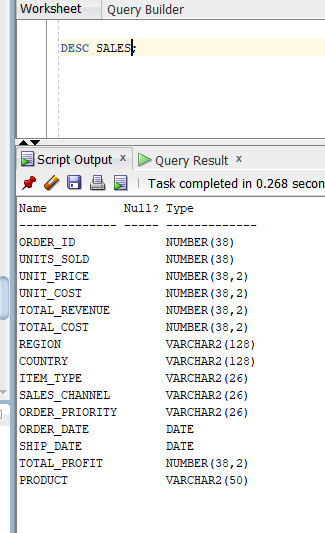 Worksheet Query Builder
DESC SALES;
Script Output x Query Result x
Task completed in 0.268 secon
Name Null? Type
-------------- ----- -------------
ORDER_ID NUMBER(38)
UNITS_SOLD NUMBER(38)
UNIT_PRICE NUMBER(38,2)
UNIT_COST NUMBER(38,2)
TOTAL_REVENUE NUMBER(38,2)
TOTAL_COST NUMBER(38,2)
REGION VARCHAR2(128)
COUNTRY VARCHAR2(128)
ITEM_TYPE VARCHAR2(26)
SALES_CHANNEL VARCHAR2(26)
ORDER_PRIORITY VARCHAR2(26)
ORDER_DATE DATE
SHIP_DATE DATE
TOTAL_PROFIT NUMBER(38,2)
PRODUCT VARCHAR2(50)